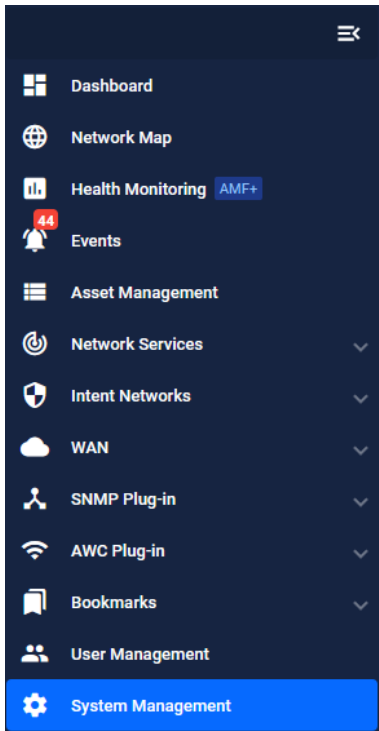 Dashboard
Network Map
Health Monitoring AMF+
44
Events
Asset Management
Network Services
Intent Networks
WAN
SNMP Plug-in
AWC Plug-in
Bookmarks
User Management
System Management